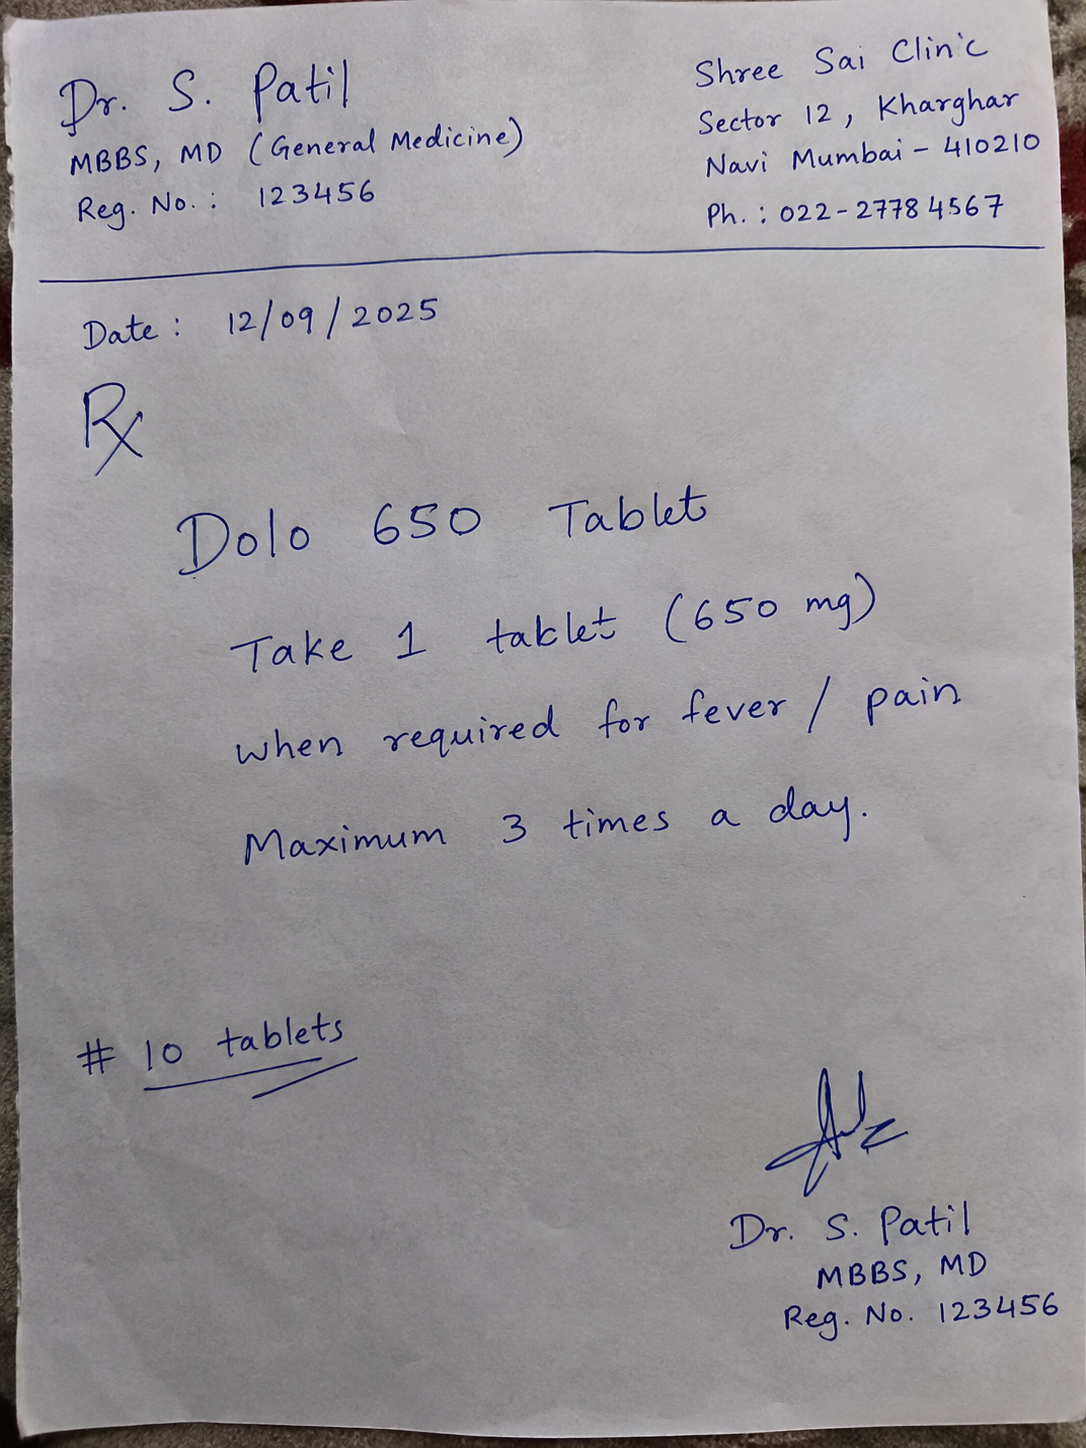 Dr. S. Patil
MBBS, MD (General Medicine)
Reg. No. : 123456
Shree Sai Clinic
Sector 12, Kharghar
Navi Mumbai - 410210
Ph. : 022-27784567
Date : 12/09/2025
Rx
Dolo 650 Tablet
Take 1 tablet (650 mg)
when required for fever / pain
Maximum 3 times a day.
# 10 tablets
Dr. S. Patil
MBBS, MD
Reg. No. 123456